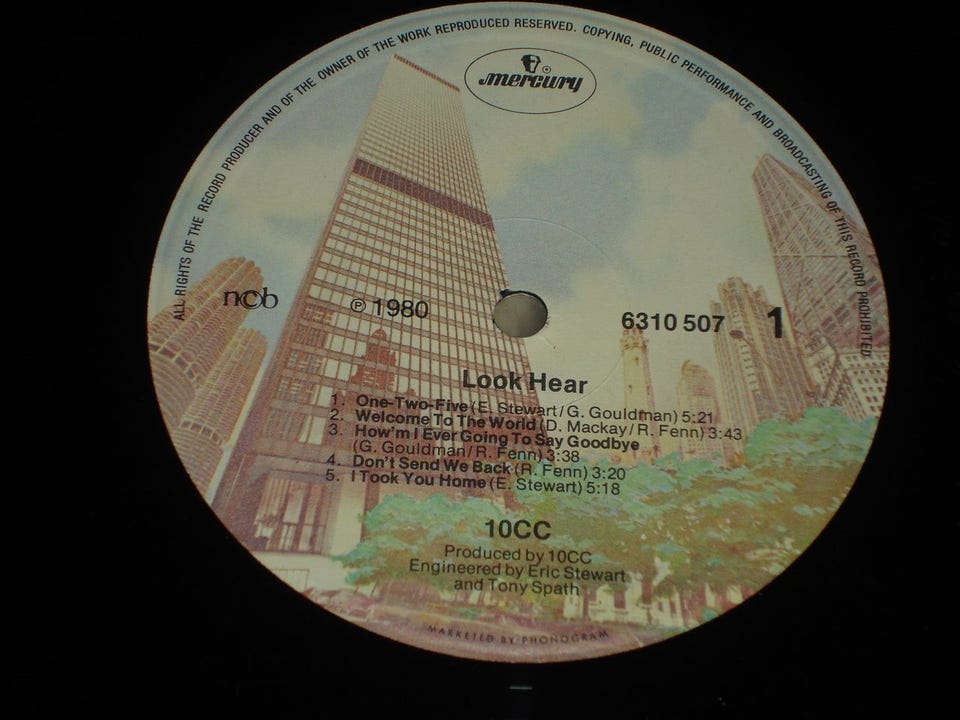 ALL RIGHTS OF THE RECORD PRODUCER AND OF THE OWNER OF THE WORK REPRODUCED RESERVED. COPYING, PUBLIC PERFORMANCE AND BROADCASTING OF THIS RECORD PROHIBITED
mercury
ncb
℗ 1980
6310 507
1
Look Hear
1. One-Two-Five (E. Stewart/G. Gouldman) 5:21
2. Welcome To The World (D. Mackay/R. Fenn) 3:43
3. How'm I Ever Going To Say Goodbye
(G. Gouldman/R. Fenn) 3:38
4. Don't Send We Back (R. Fenn) 3:20
5. I Took You Home (E. Stewart) 5:18
10CC
Produced by 10CC
Engineered by Eric Stewart
and Tony Spath
MARKETED BY PHONOGRAM